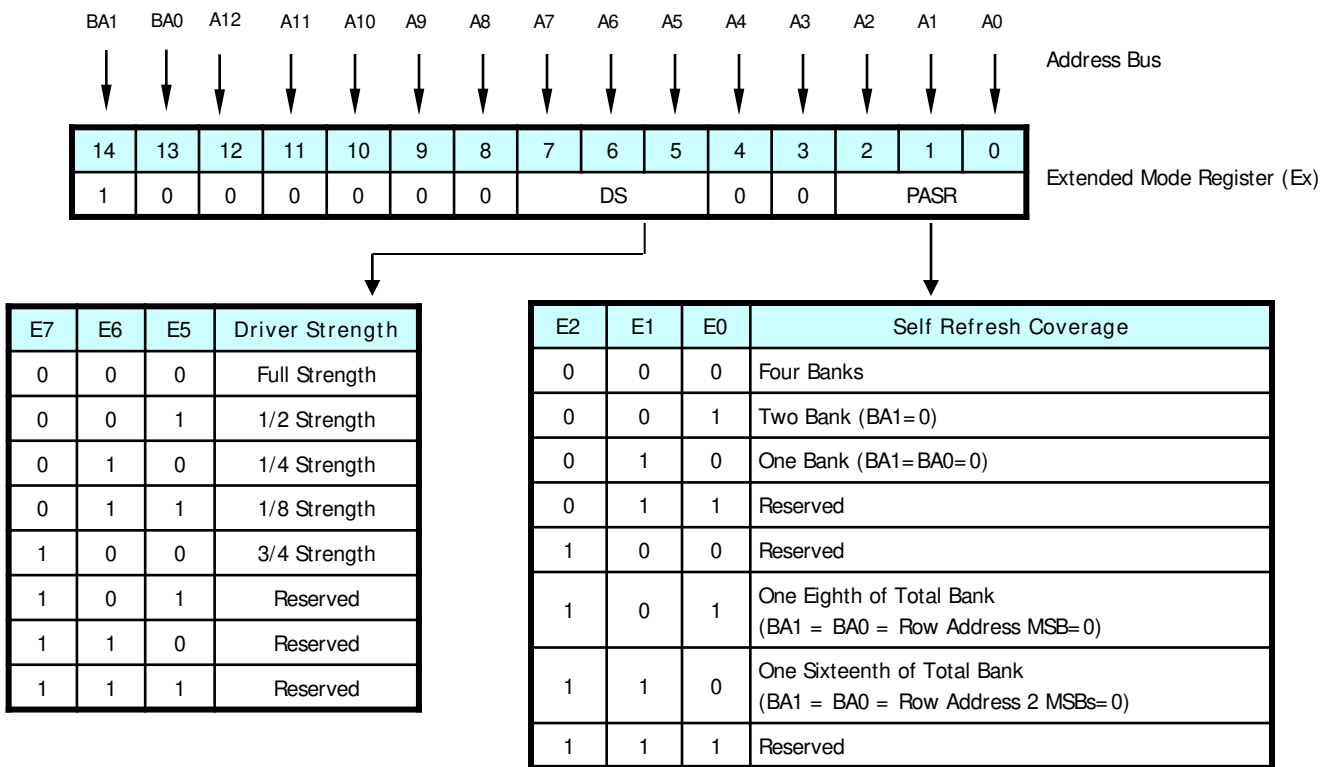 BA1 BA0 A12 A11 A10 A9 A8 A7 A6 A5 A4 A3 A2 A1 A0
Address Bus
14 13 12 11 10 9 8 7 6 5 4 3 2 1 0
Extended Mode Register (Ex)
1 0 0 0 0 0 0 DS 0 0 PASR
E7 E6 E5 Driver Strength
0 0 0 Full Strength
0 0 1 1/2 Strength
0 1 0 1/4 Strength
0 1 1 1/8 Strength
1 0 0 3/4 Strength
1 0 1 Reserved
1 1 0 Reserved
1 1 1 Reserved
E2 E1 E0 Self Refresh Coverage
0 0 0 Four Banks
0 0 1 Two Bank (BA1=0)
0 1 0 One Bank (BA1=BA0=0)
0 1 1 Reserved
1 0 0 Reserved
1 0 1 One Eighth of Total Bank
(BA1 = BA0 = Row Address MSB=0)
1 1 0 One Sixteenth of Total Bank
(BA1 = BA0 = Row Address 2 MSBs=0)
1 1 1 Reserved